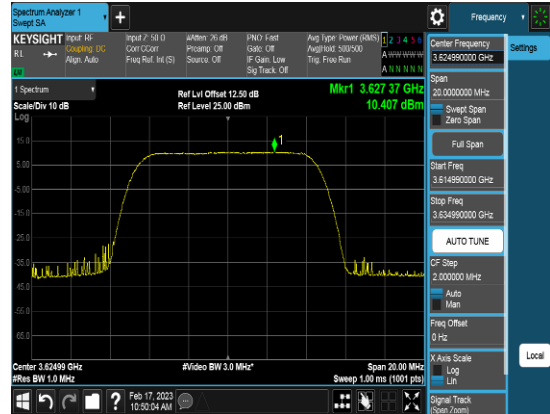 Spectrum Analyzer 1
Swept SA
+
Frequency
KEYSIGHT
RL
LV
Input: RF
Coupling: DC
Align: Auto
Input Z: 50 Ω
Corr CCorr
Freq Ref: Int (S)
#Atten: 26 dB
Preamp: Off
Source: Off
PNO: Fast
Gate: Off
IF Gain: Low
Sig Track: Off
Avg Type: Power (RMS)
Avg|Hold: 500/500
Trig: Free Run
1 2 3 4 5 6
A W W W W W
A N N N N N
1 Spectrum
Scale/Div 10 dB
Log
Ref Lvl Offset 12.50 dB
Ref Level 25.00 dBm
Mkr1 3.627 37 GHz
10.407 dBm
1
15.0
5.00
-5.00
-15.0
-25.0
-35.0
-45.0
-55.0
-65.0
Center 3.62499 GHz
#Res BW 1.0 MHz
#Video BW 3.0 MHz*
Span 20.00 MHz
Sweep 1.00 ms (1001 pts)
Feb 17, 2023
10:50:04 AM
?
Center Frequency
3.624990000 GHz
Settings
Span
20.0000000 MHz
Swept Span
Zero Span
Full Span
Start Freq
3.614990000 GHz
Stop Freq
3.634990000 GHz
AUTO TUNE
CF Step
2.000000 MHz
Auto
Man
Freq Offset
0 Hz
X Axis Scale
Log
Lin
Local
Signal Track
(Span Zoom)